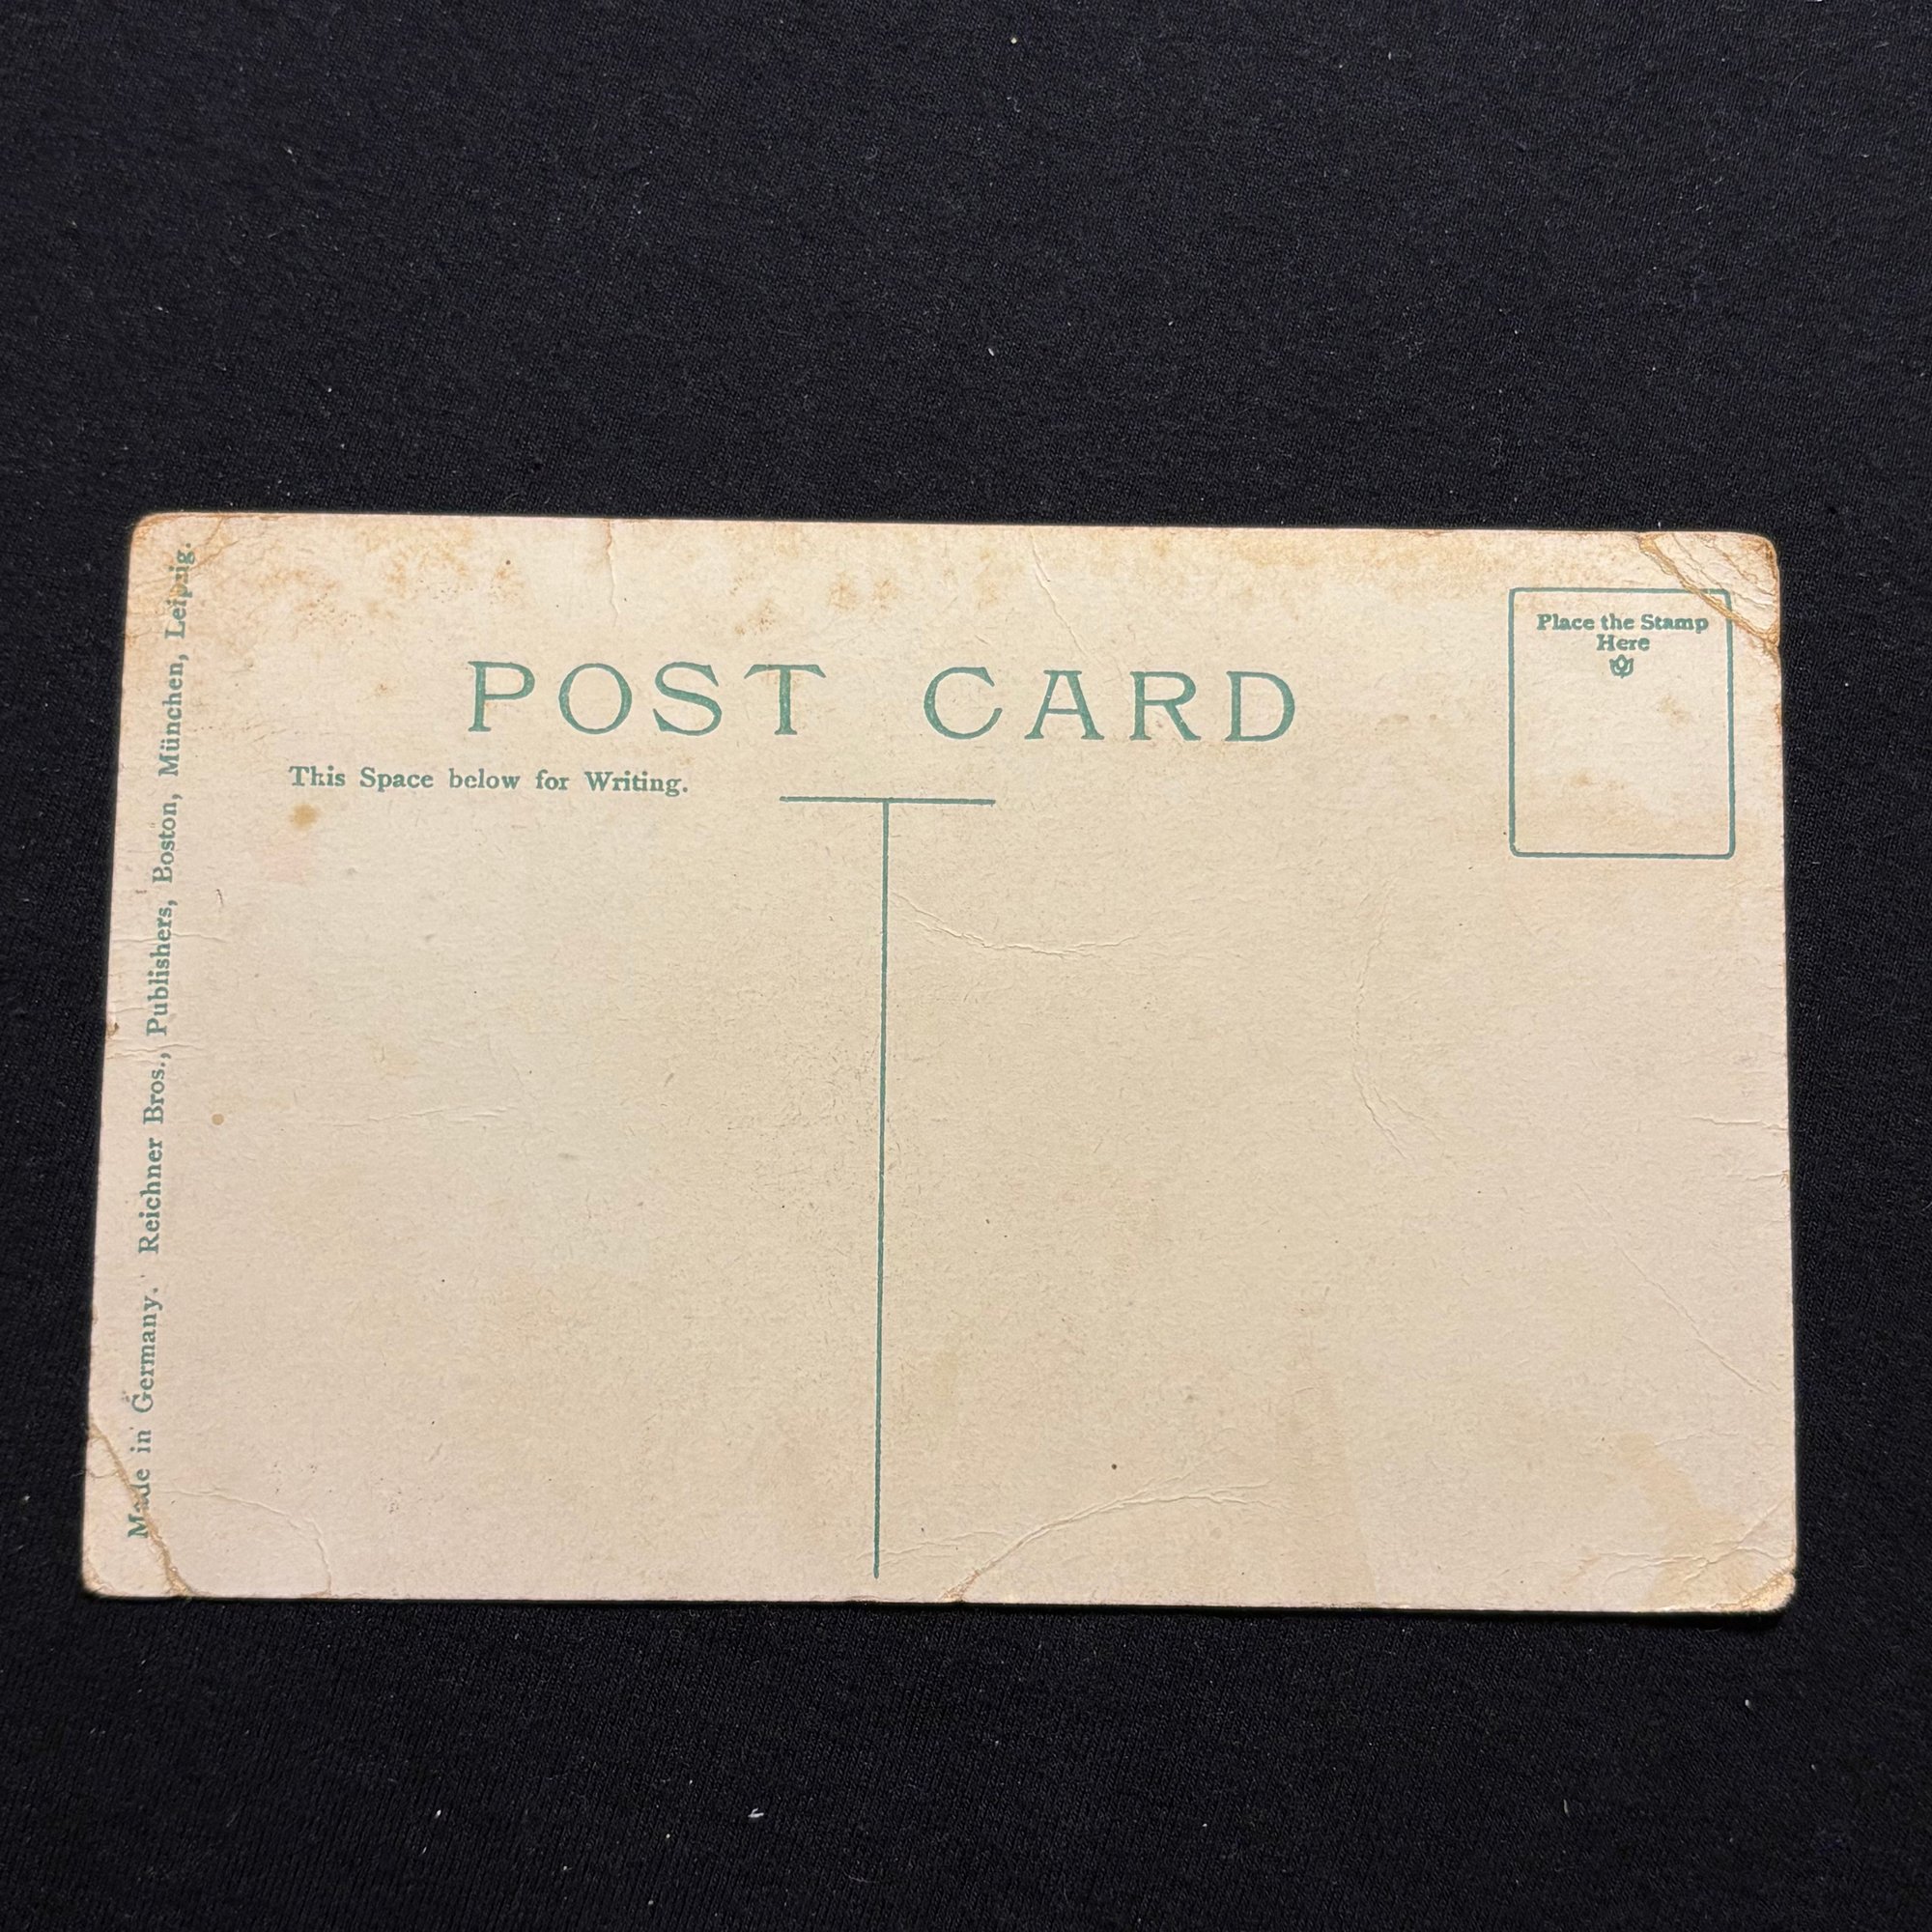 POST CARD
Place the Stamp
Here
This Space below for Writing.
Made in Germany. Reichner Bros., Publishers, Boston, München, Leipzig.